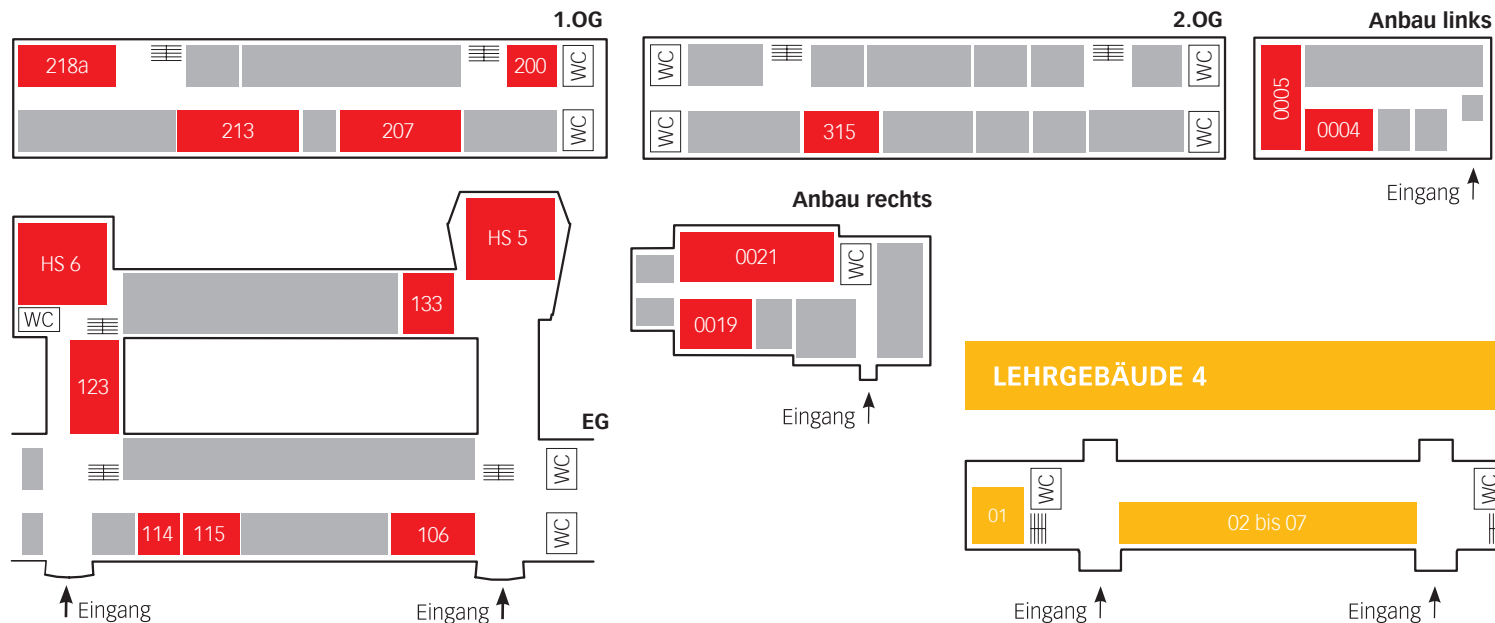 1.OG
218a
200
WC
213
207
WC
2.OG
WC
WC
WC
315
WC
Anbau links
0005
0004
Eingang
HS 6
HS 5
WC
133
123
EG
WC
114
115
106
WC
Eingang
Eingang
Anbau rechts
0021
WC
0019
Eingang
LEHRGEBÄUDE 4
01
WC
02 bis 07
WC
Eingang
Eingang